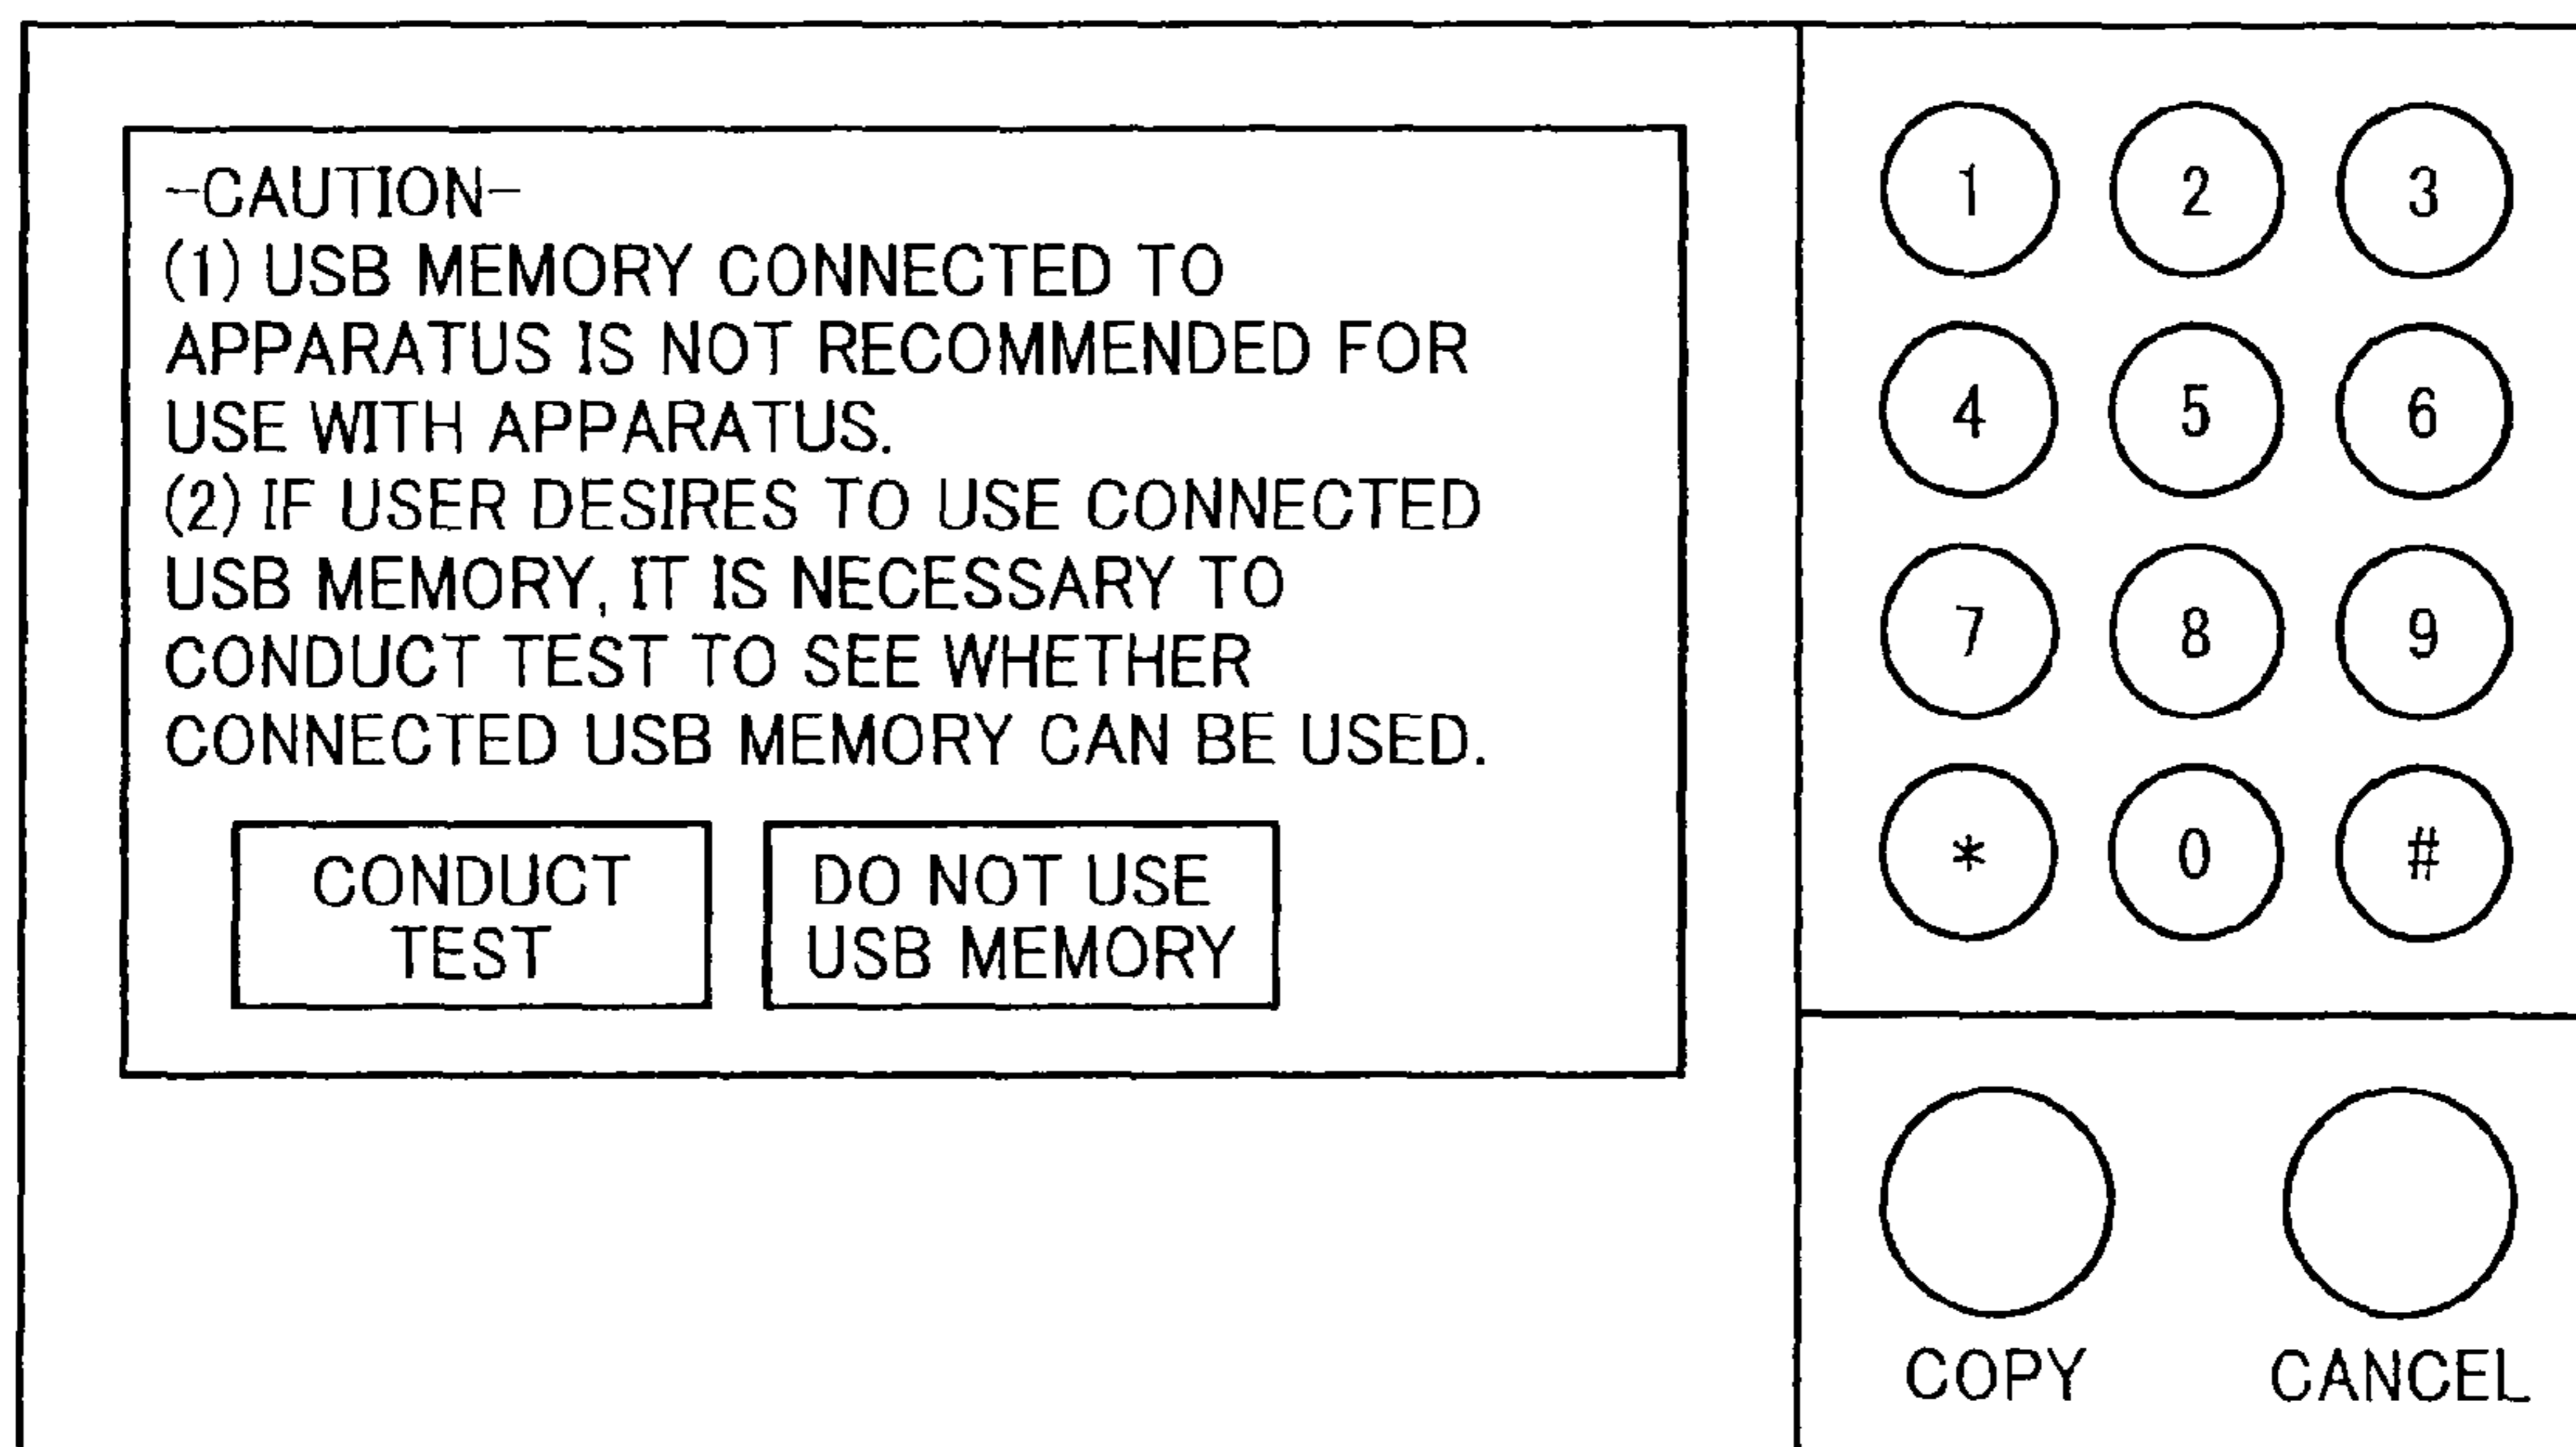 -CAUTION-
(1) USB MEMORY CONNECTED TO
APPARATUS IS NOT RECOMMENDED FOR
USE WITH APPARATUS.
(2) IF USER DESIRES TO USE CONNECTED
USB MEMORY, IT IS NECESSARY TO
CONDUCT TEST TO SEE WHETHER
CONNECTED USB MEMORY CAN BE USED.
CONDUCT
TEST
DO NOT USE
USB MEMORY
1 2 3
4 5 6
7 8 9
* 0 #
COPY CANCEL